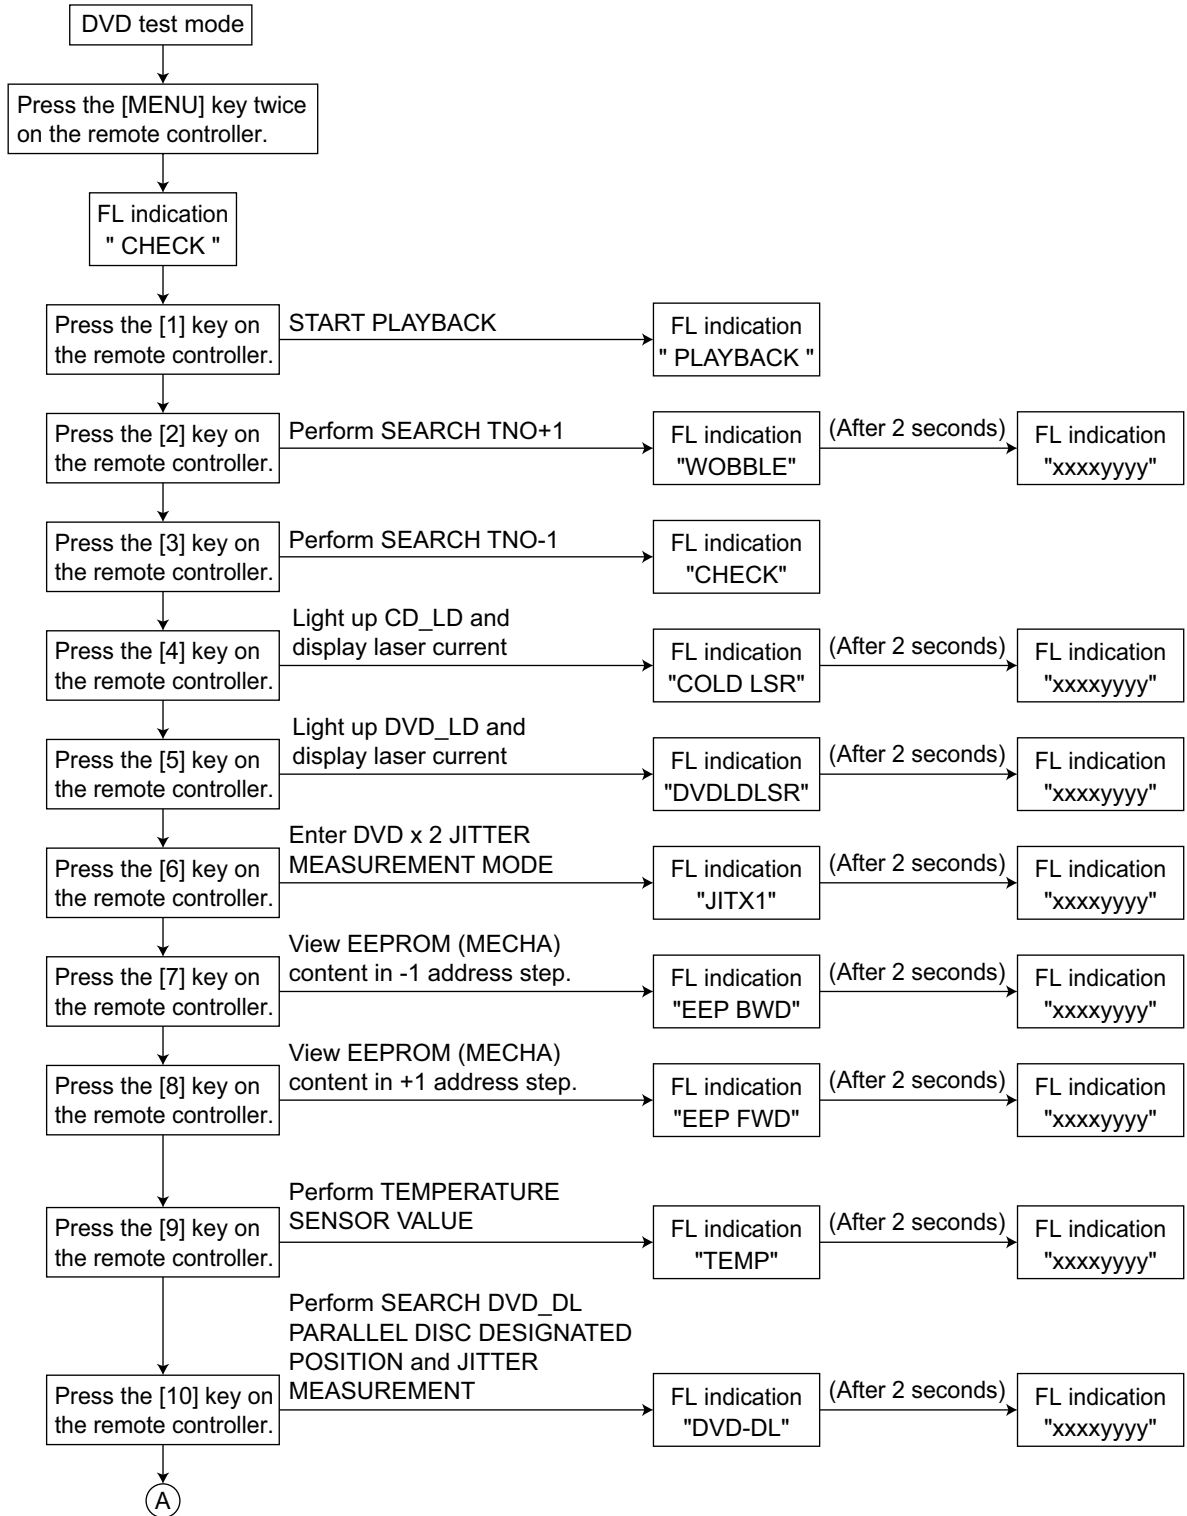 DVD test mode
Press the [MENU] key twice
on the remote controller.
FL indication
" CHECK "
Press the [1] key on
the remote controller.
START PLAYBACK
FL indication
" PLAYBACK "
Press the [2] key on
the remote controller.
Perform SEARCH TNO+1
FL indication
"WOBBLE"
(After 2 seconds)
FL indication
"xxxxyyyy"
Press the [3] key on
the remote controller.
Perform SEARCH TNO-1
FL indication
"CHECK"
Press the [4] key on
the remote controller.
Light up CD_LD and
display laser current
FL indication
"COLD LSR"
(After 2 seconds)
FL indication
"xxxxyyyy"
Press the [5] key on
the remote controller.
Light up DVD_LD and
display laser current
FL indication
"DVDLDLSR"
(After 2 seconds)
FL indication
"xxxxyyyy"
Press the [6] key on
the remote controller.
Enter DVD x 2 JITTER
MEASUREMENT MODE
FL indication
"JITX1"
(After 2 seconds)
FL indication
"xxxxyyyy"
Press the [7] key on
the remote controller.
View EEPROM (MECHA)
content in -1 address step.
FL indication
"EEP BWD"
(After 2 seconds)
FL indication
"xxxxyyyy"
Press the [8] key on
the remote controller.
View EEPROM (MECHA)
content in +1 address step.
FL indication
"EEP FWD"
(After 2 seconds)
FL indication
"xxxxyyyy"
Press the [9] key on
the remote controller.
Perform TEMPERATURE
SENSOR VALUE
FL indication
"TEMP"
(After 2 seconds)
FL indication
"xxxxyyyy"
Press the [10] key on
the remote controller.
Perform SEARCH DVD_DL
PARALLEL DISC DESIGNATED
POSITION and JITTER
MEASUREMENT
FL indication
"DVD-DL"
(After 2 seconds)
FL indication
"xxxxyyyy"
A